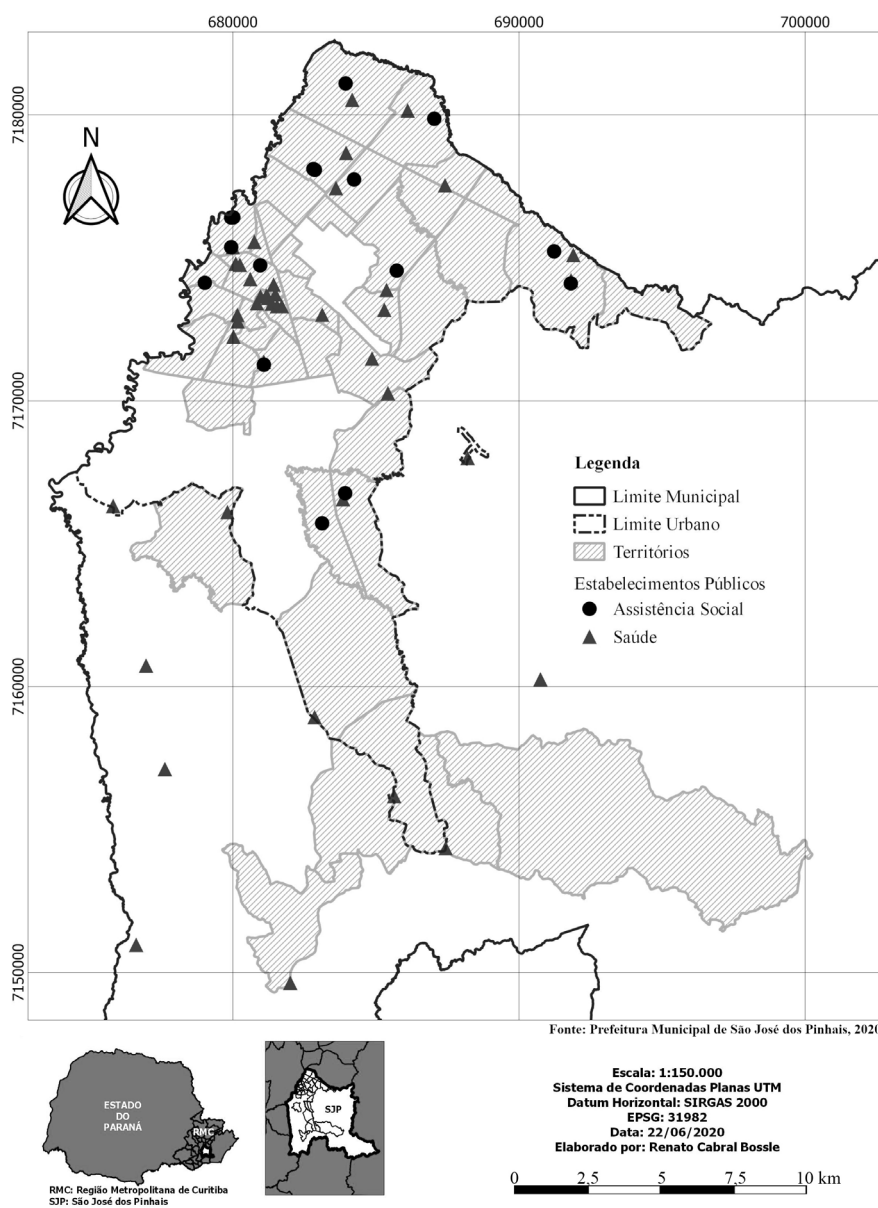 680000
690000
700000
7180000
N
7170000
Legenda
Limite Municipal
Limite Urbano
Territórios
Estabelecimentos Públicos
Assistência Social
Saúde
7160000
7150000
Fonte: Prefeitura Municipal de São José dos Pinhais, 2020
ESTADO
DO
PARANÁ
RMC
SJP
RMC: Região Metropolitana de Curitiba
SJP: São José dos Pinhais
Escala: 1:150.000
Sistema de Coordenadas Planas UTM
Datum Horizontal: SIRGAS 2000
EPSG: 31982
Data: 22/06/2020
Elaborado por: Renato Cabral Bossle
0 2,5 5 7,5 10 km